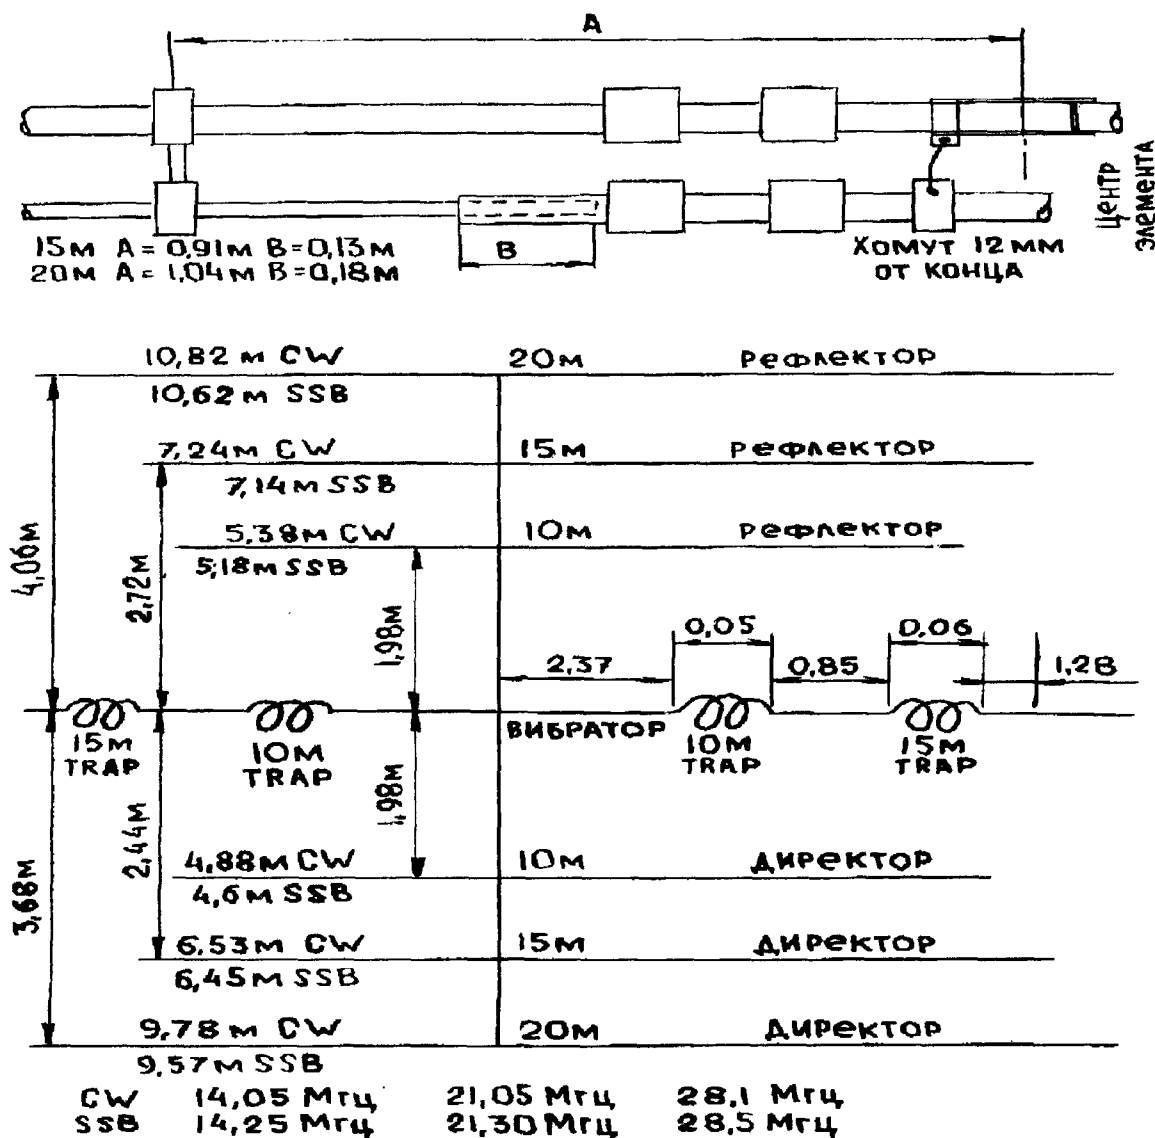 A
15м A = 0,91м B = 0,13м
20м A = 1,04м B = 0,18м
B
Хомут 12 мм
от конца
Центр
элемента
10,82 м CW 20м Рефлектор
10,62 м SSB
7,24м CW 15м Рефлектор
7,14м SSB
5,38м CW 10м Рефлектор
5,18м SSB
4,06м
2,72м
1,98м
2,37
0,05
0,85
0,06
1,28
15м
TRAP
10м
TRAP
Вибратор
10м
TRAP
15м
TRAP
3,68м
2,44м
1,98м
4,88м CW 10м Директор
4,6м SSB
6,53м CW 15м Директор
6,45м SSB
9,78м CW 20м Директор
9,57м SSB
CW 14,05 Мгц 21,05 Мгц 28,1 Мгц
SSB 14,25 Мгц 21,30 Мгц 28,5 Мгц